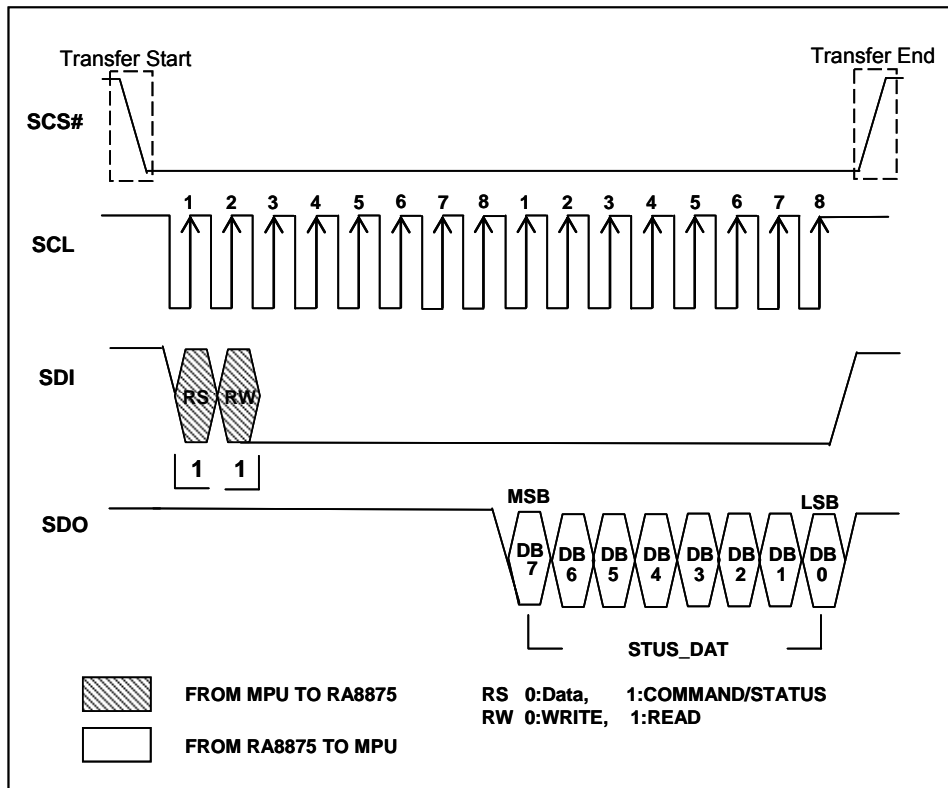 Transfer Start
Transfer End
SCS#
1 2 3 4 5 6 7 8 1 2 3 4 5 6 7 8
SCL
SDI
RS RW
1 1
MSB
LSB
SDO
DB 7 DB 6 DB 5 DB 4 DB 3 DB 2 DB 1 DB 0
STUS_DAT
FROM MPU TO RA8875
RS 0:Data, 1:COMMAND/STATUS
RW 0:WRITE, 1:READ
FROM RA8875 TO MPU